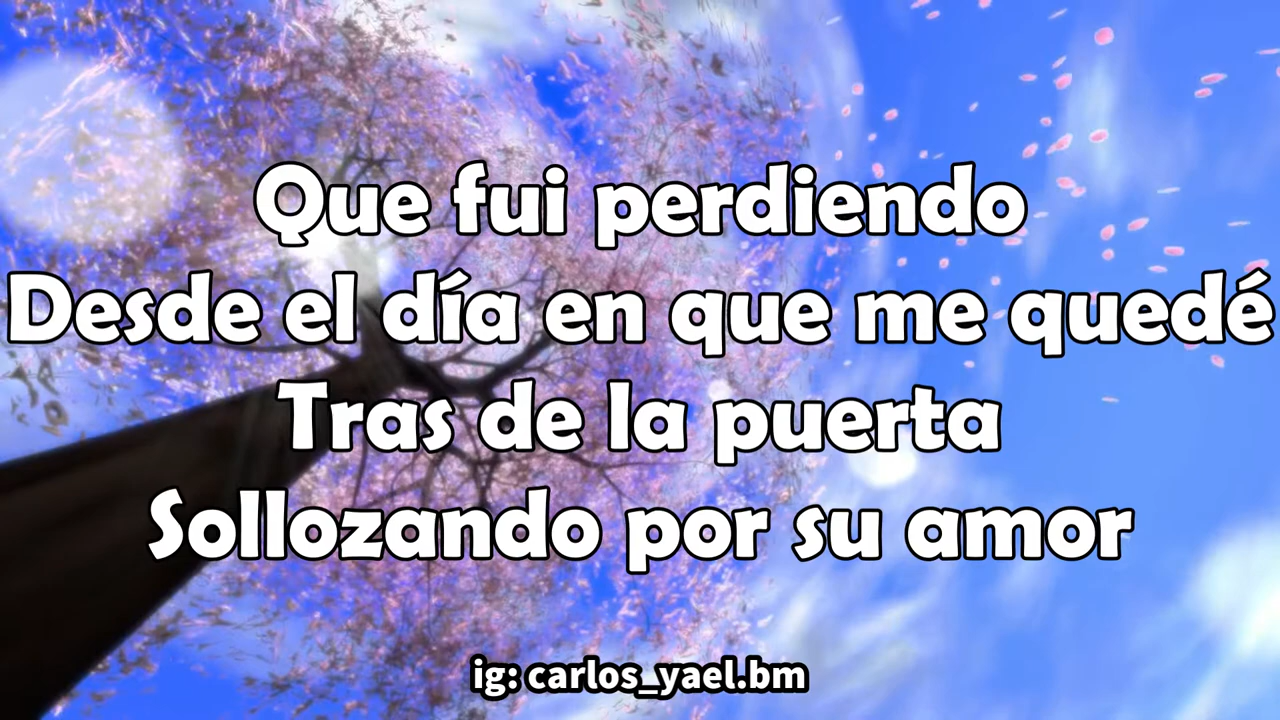 Que fui perdiendo
Desde el día en que me quedé
Tras de la puerta
Sollozando por su amor
ig: carlos_yael.bm